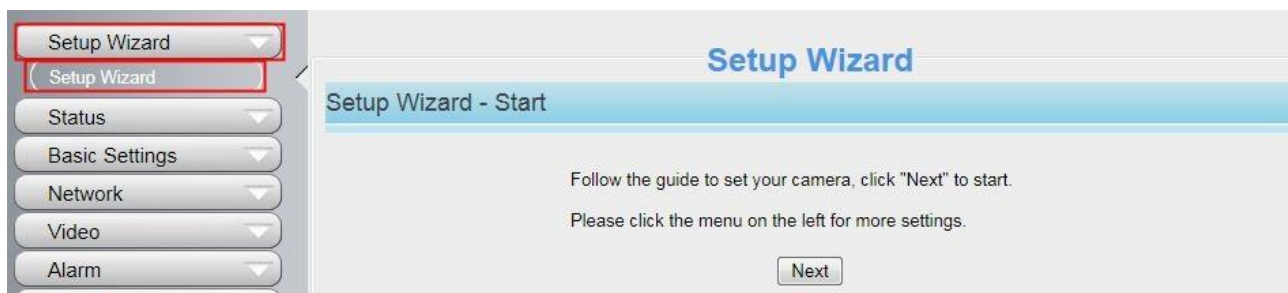 Setup Wizard
Setup Wizard
Status
Basic Settings
Network
Video
Alarm
Setup Wizard
Setup Wizard - Start
Follow the guide to set your camera, click "Next" to start.
Please click the menu on the left for more settings.
Next